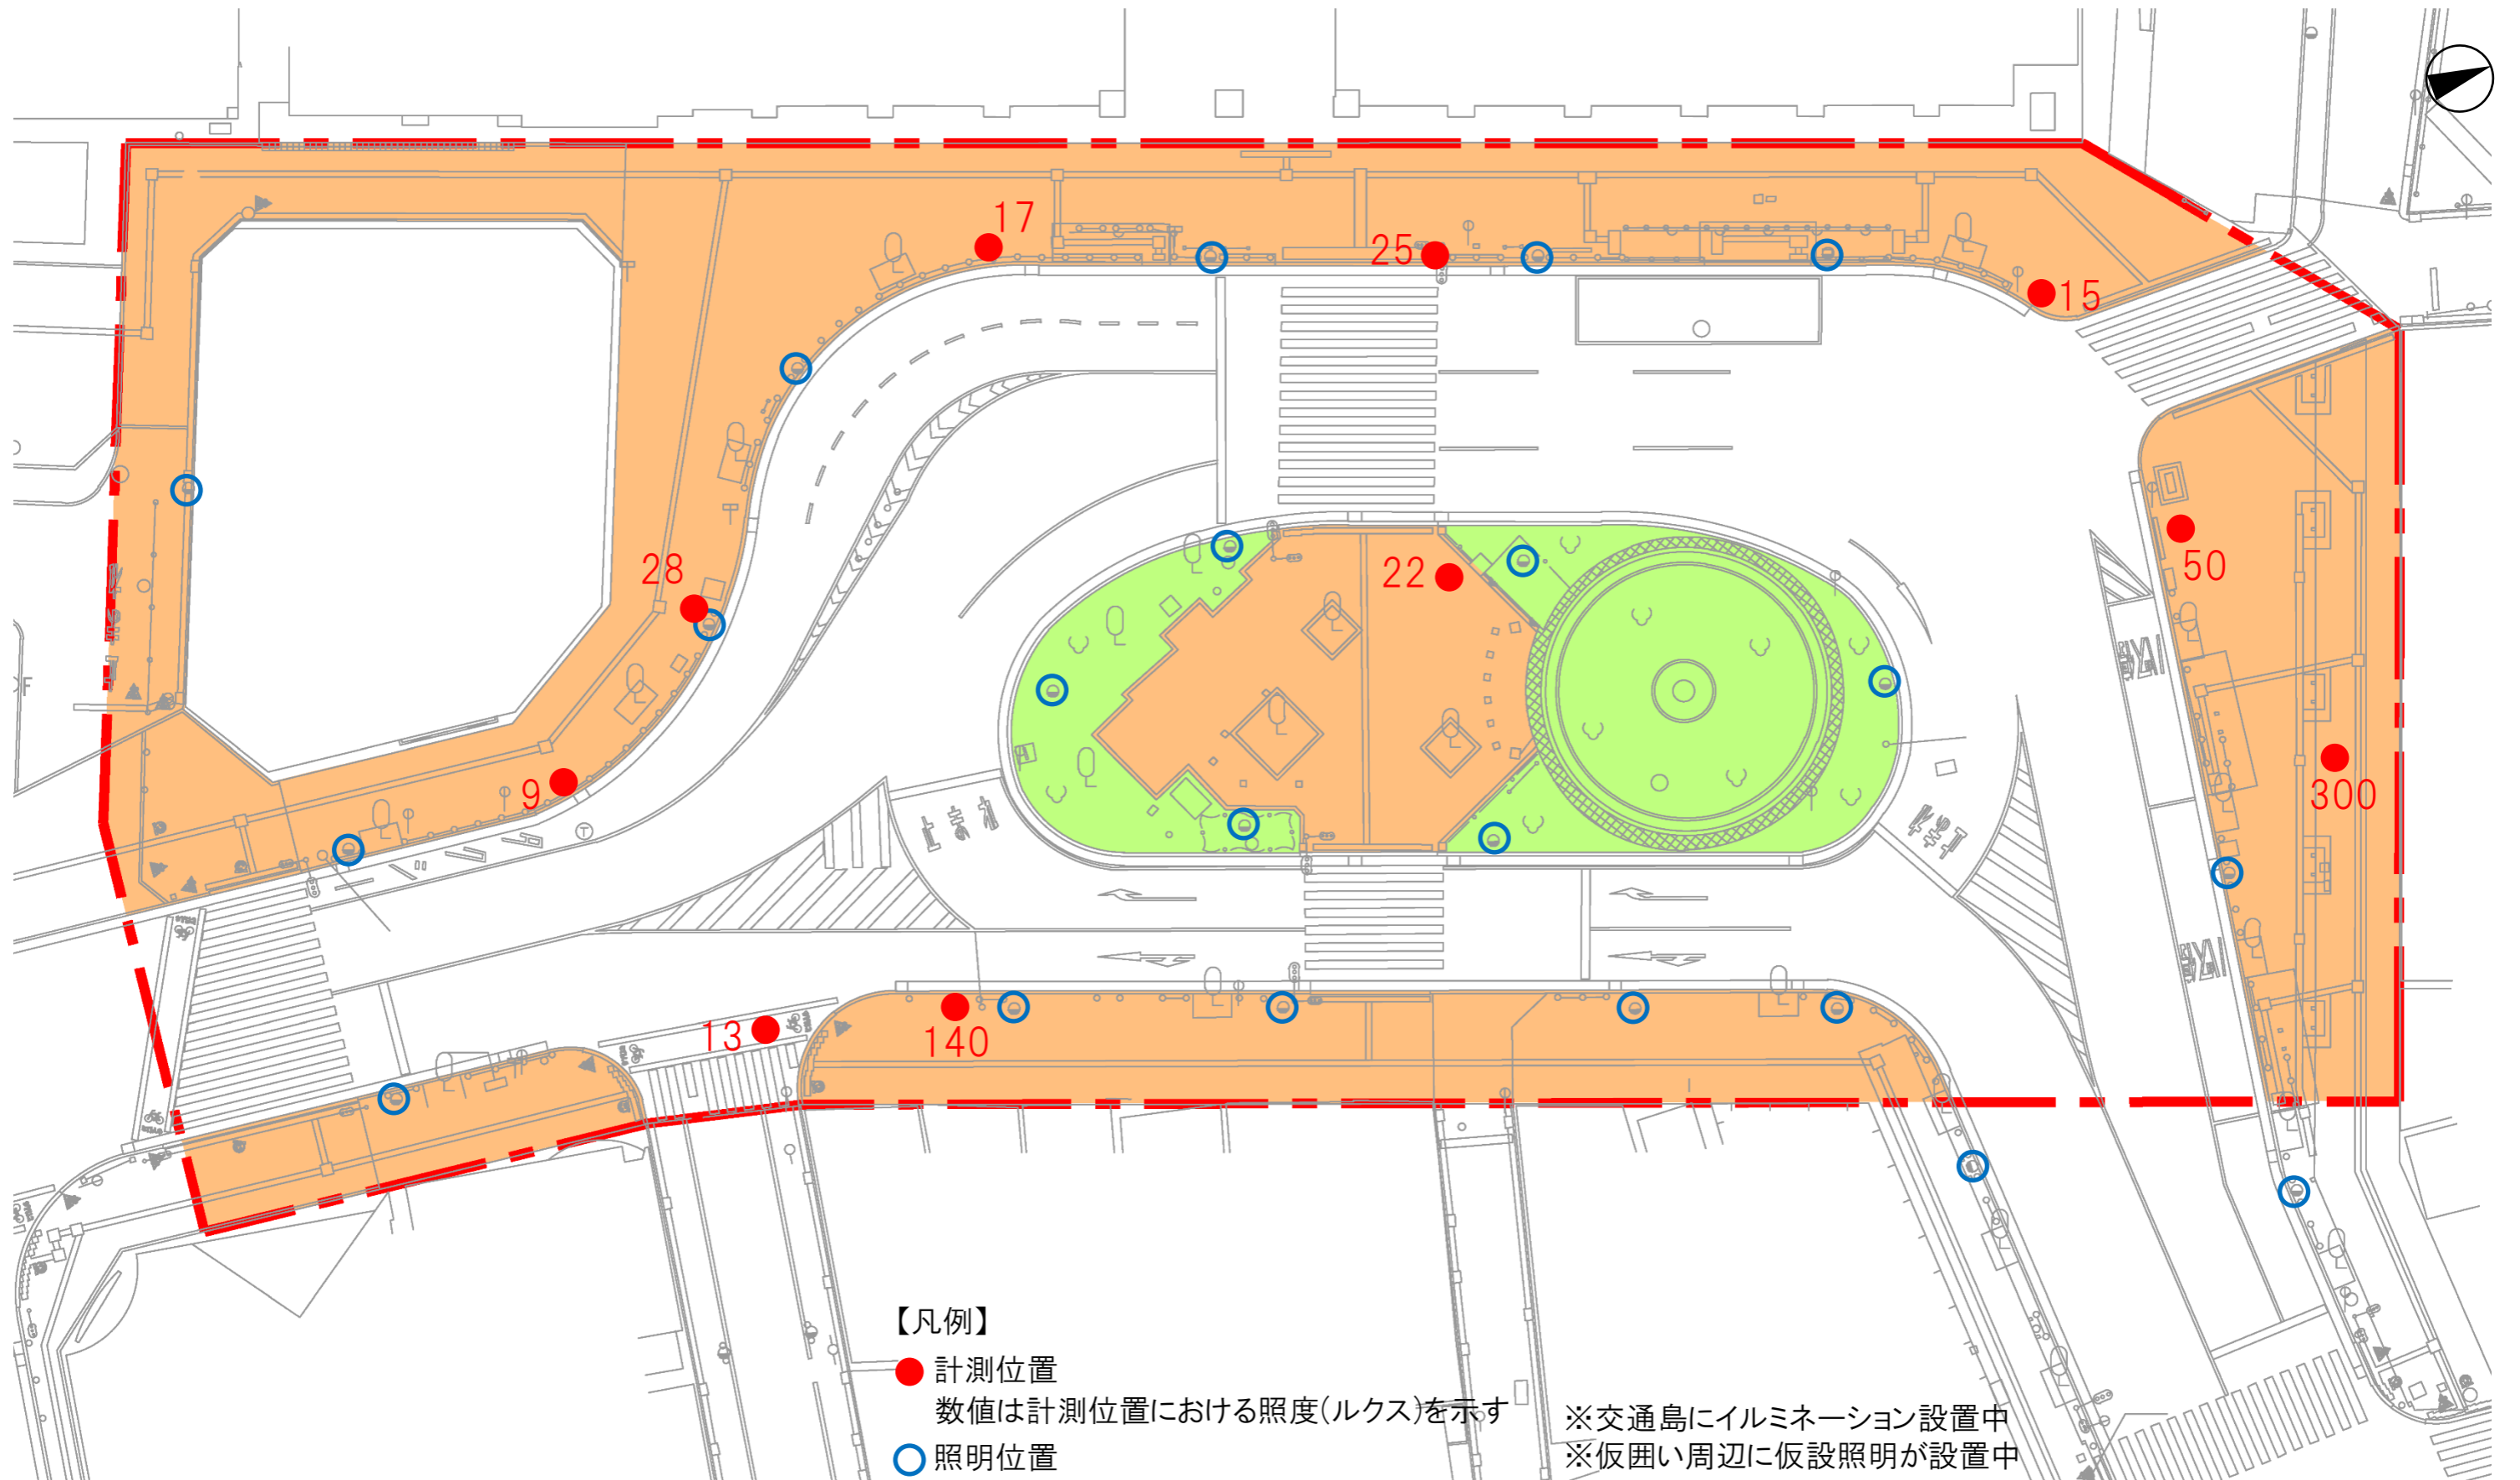 17
25
15
28
22
50
9
300
13
140
【凡例】
計測位置
数値は計測位置における照度(ルクス)を示す
照明位置
※交通島にイルミネーション設置中
※仮囲い周辺に仮設照明が設置中